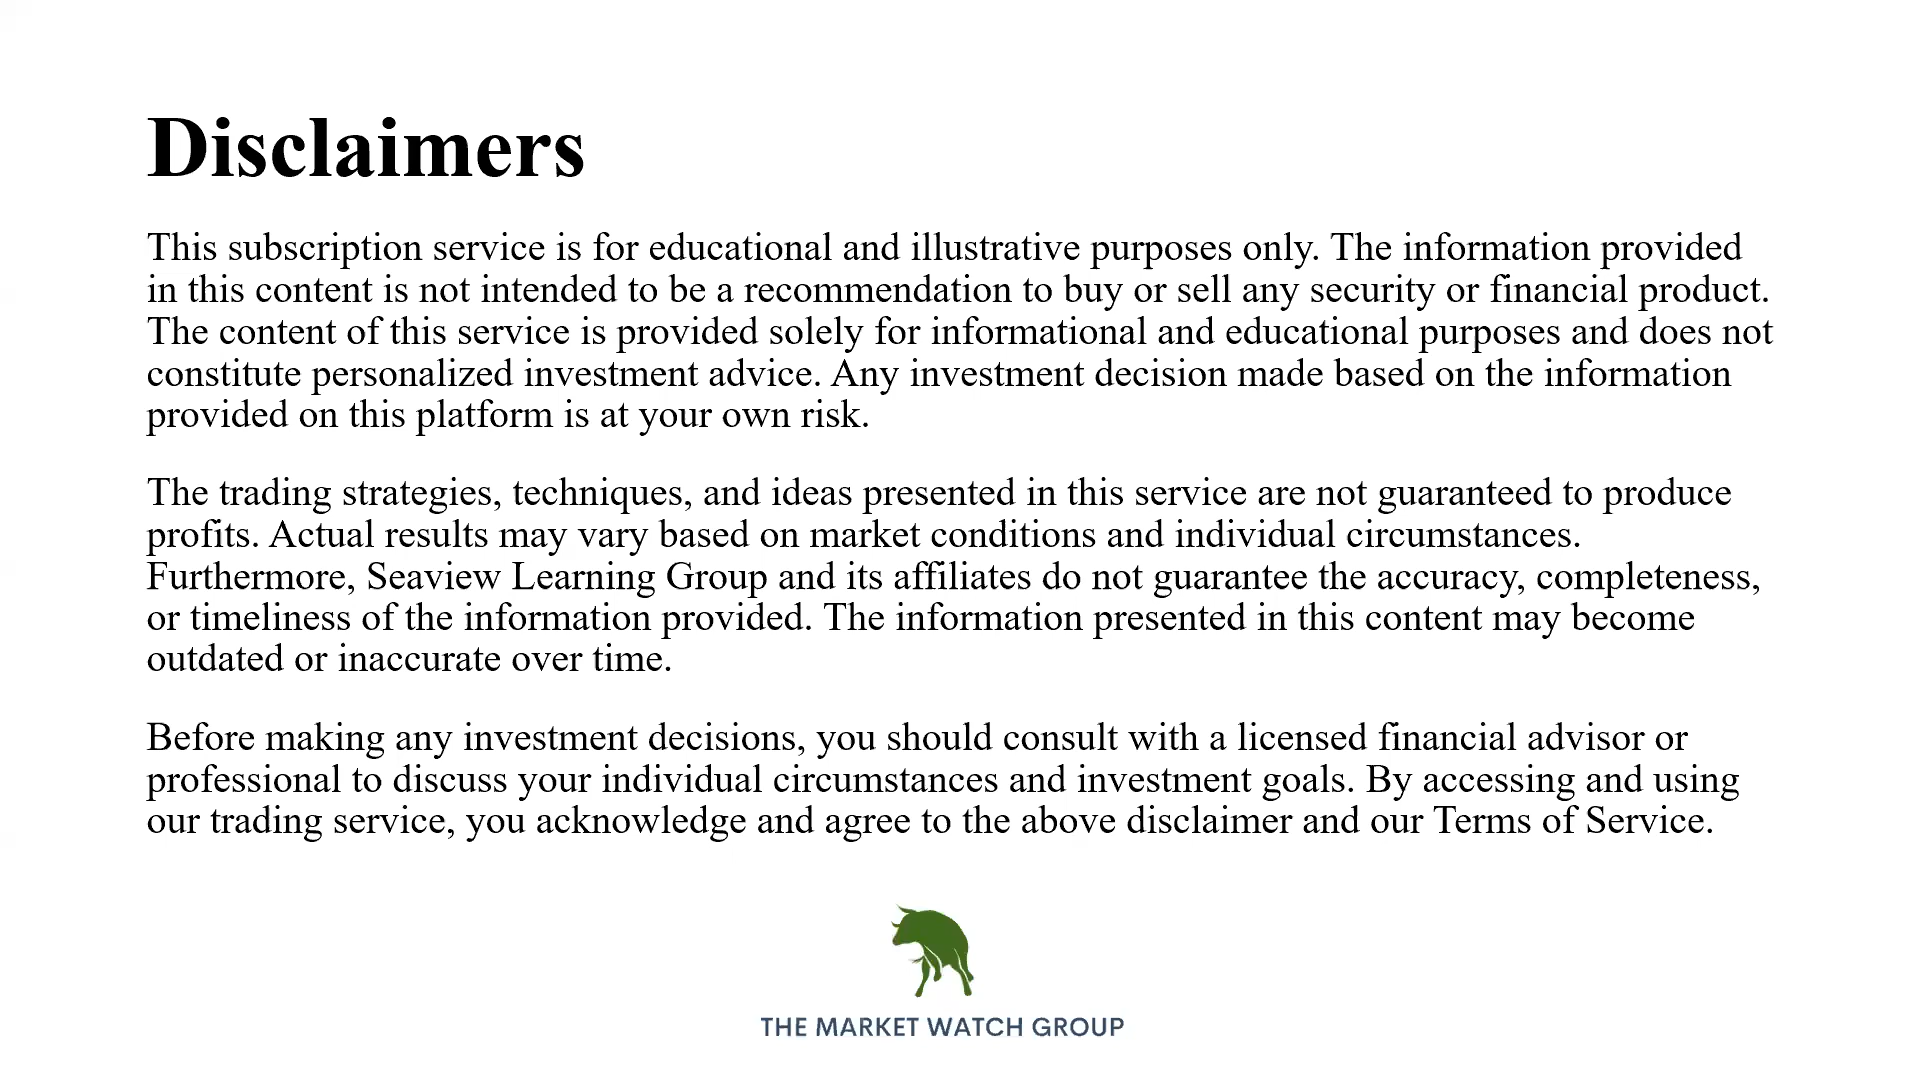 Disclaimers
This subscription service is for educational and illustrative purposes only. The information provided
in this content is not intended to be a recommendation to buy or sell any security or financial product.
The content of this service is provided solely for informational and educational purposes and does not
constitute personalized investment advice. Any investment decision made based on the information
provided on this platform is at your own risk.
The trading strategies, techniques, and ideas presented in this service are not guaranteed to produce
profits. Actual results may vary based on market conditions and individual circumstances.
Furthermore, Seaview Learning Group and its affiliates do not guarantee the accuracy, completeness,
or timeliness of the information provided. The information presented in this content may become
outdated or inaccurate over time.
Before making any investment decisions, you should consult with a licensed financial advisor or
professional to discuss your individual circumstances and investment goals. By accessing and using
our trading service, you acknowledge and agree to the above disclaimer and our Terms of Service.
THE MARKET WATCH GROUP